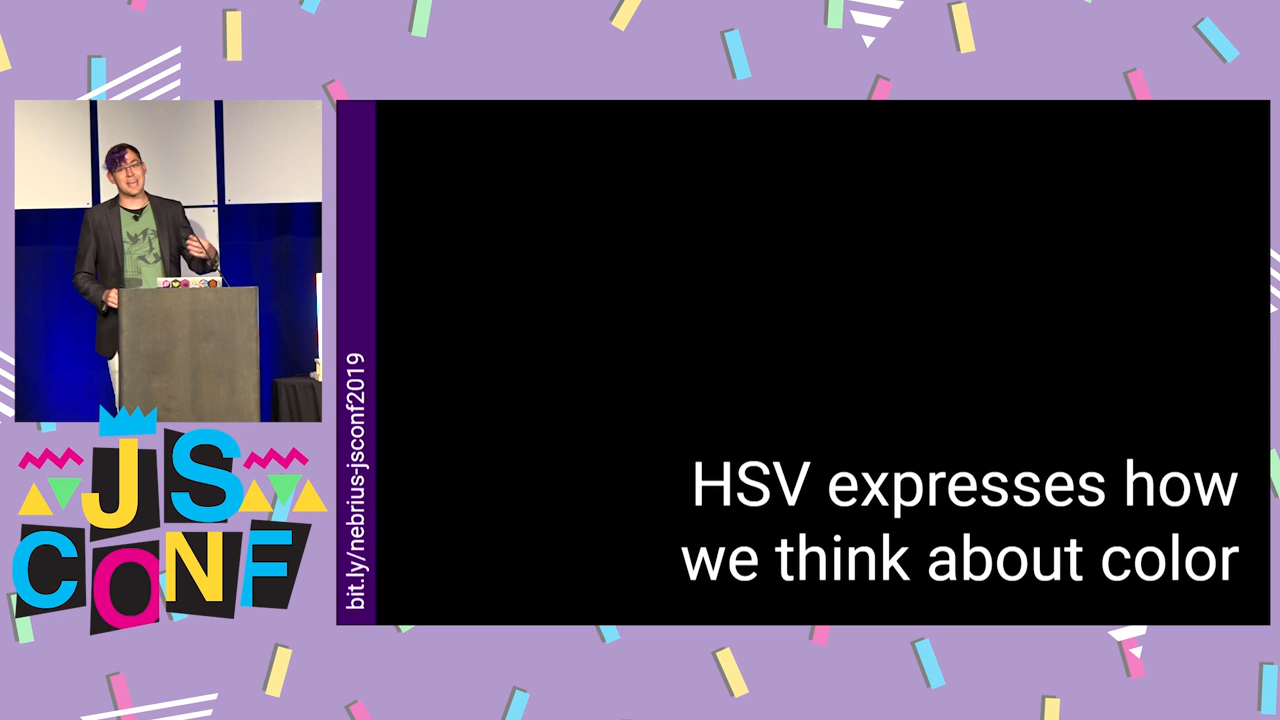 HSV expresses how
we think about color
bit.ly/nebrius-jsconf2019
JS
CONF